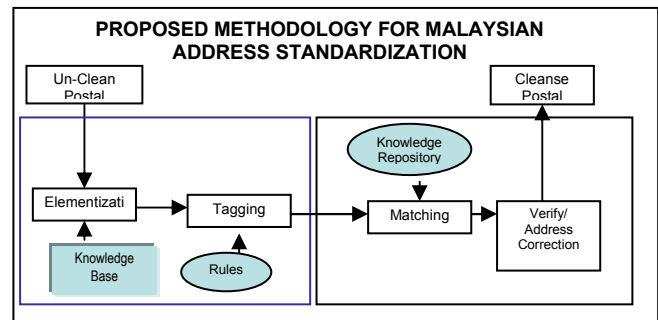 PROPOSED METHODOLOGY FOR MALAYSIAN
ADDRESS STANDARDIZATION
Un-Clean
Postal
Cleanse
Postal
Knowledge
Repository
Elementizati
Tagging
Matching
Verify/
Address
Correction
Knowledge
Base
Rules